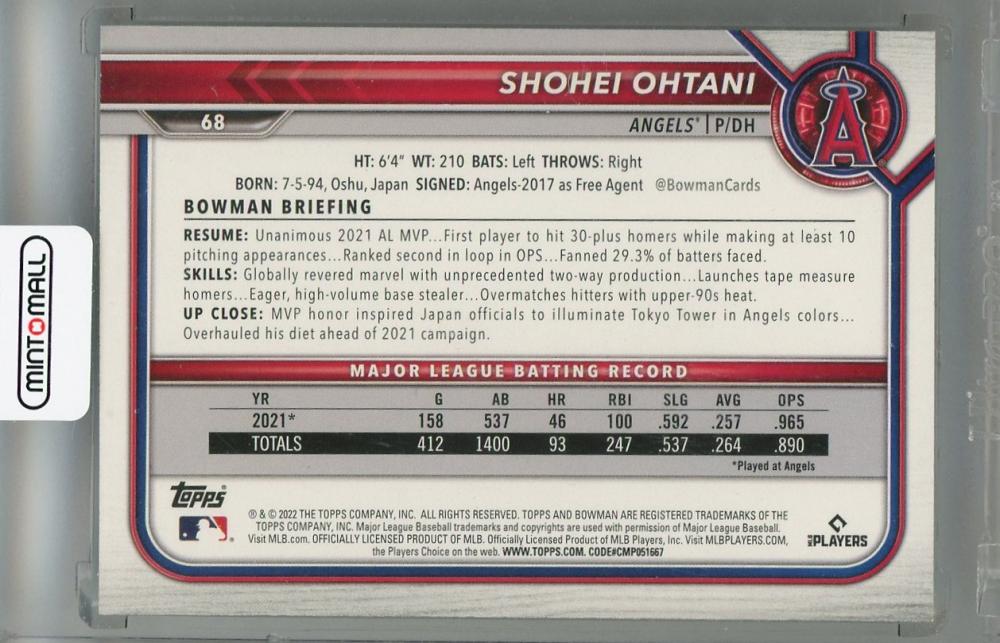 SHOHEI OHTANI
68
ANGELS® | P/DH
A
HT: 6'4" WT: 210 BATS: Left THROWS: Right
BORN: 7-5-94, Oshu, Japan SIGNED: Angels-2017 as Free Agent @BowmanCards
BOWMAN BRIEFING
RESUME: Unanimous 2021 AL MVP...First player to hit 30-plus homers while making at least 10
pitching appearances...Ranked second in loop in OPS...Fanned 29.3% of batters faced.
SKILLS: Globally revered marvel with unprecedented two-way production...Launches tape measure
homers...Eager, high-volume base stealer...Overmatches hitters with upper-90s heat.
UP CLOSE: MVP honor inspired Japan officials to illuminate Tokyo Tower in Angels colors...
Overhauled his diet ahead of 2021 campaign.
MINTOMALL
MAJOR LEAGUE BATTING RECORD
YR G AB HR RBI SLG AVG OPS
2021* 158 537 46 100 .592 .257 .965
TOTALS 412 1400 93 247 .537 .264 .890
*Played at Angels
Topps®
® & © 2022 THE TOPPS COMPANY, INC. ALL RIGHTS RESERVED. TOPPS AND BOWMAN ARE REGISTERED TRADEMARKS OF THE
TOPPS COMPANY, INC. Major League Baseball trademarks and copyrights are used with permission of Major League Baseball.
Visit MLB.com. OFFICIALLY LICENSED PRODUCT OF MLB. Officially Licensed Product of MLB Players, Inc. Visit MLBPLAYERS.COM,
the Players Choice on the web. WWW.TOPPS.COM. CODE#CMP051667
MLB PLAYERS